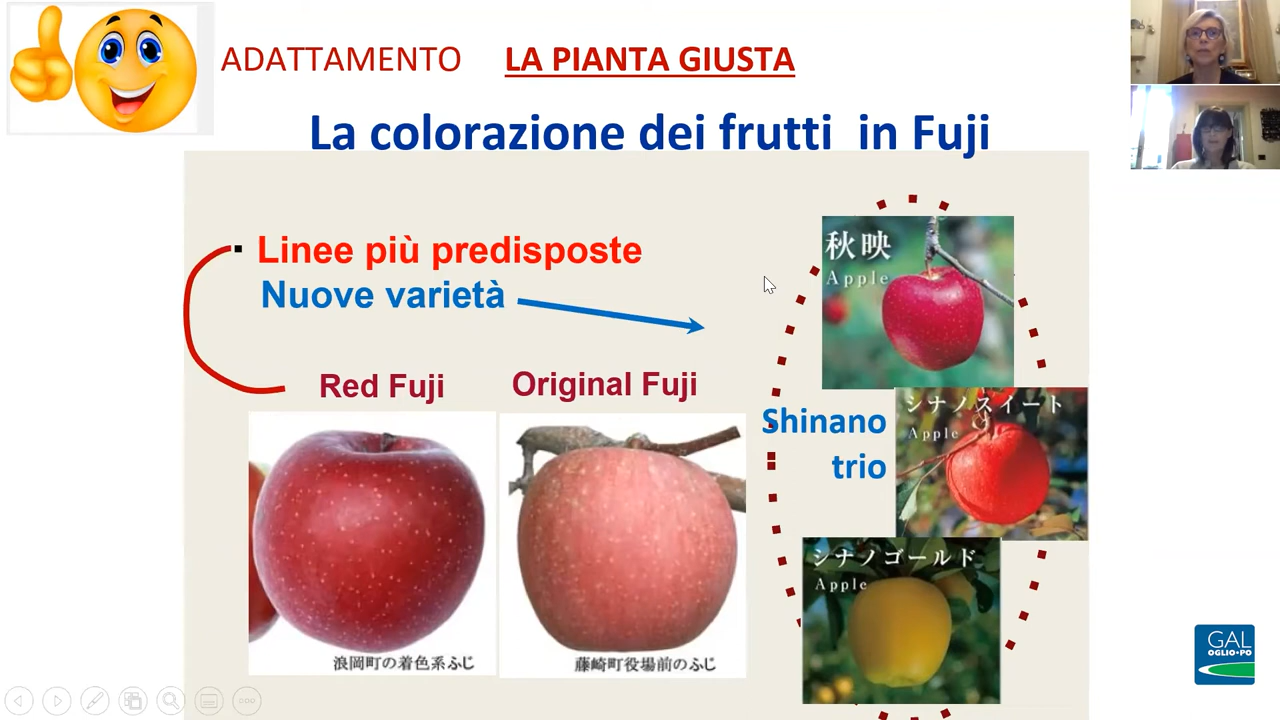 ADATTAMENTO LA PIANTA GIUSTA
La colorazione dei frutti in Fuji
Linee più predisposte
Nuove varietà
Red Fuji
Original Fuji
浪岡町の着色系ふじ
藤崎町役場前のふじ
秋映
Apple
Shinano
trio
シナノスイート
Apple
シナノゴールド
Apple
GAL
OGLIO•PO